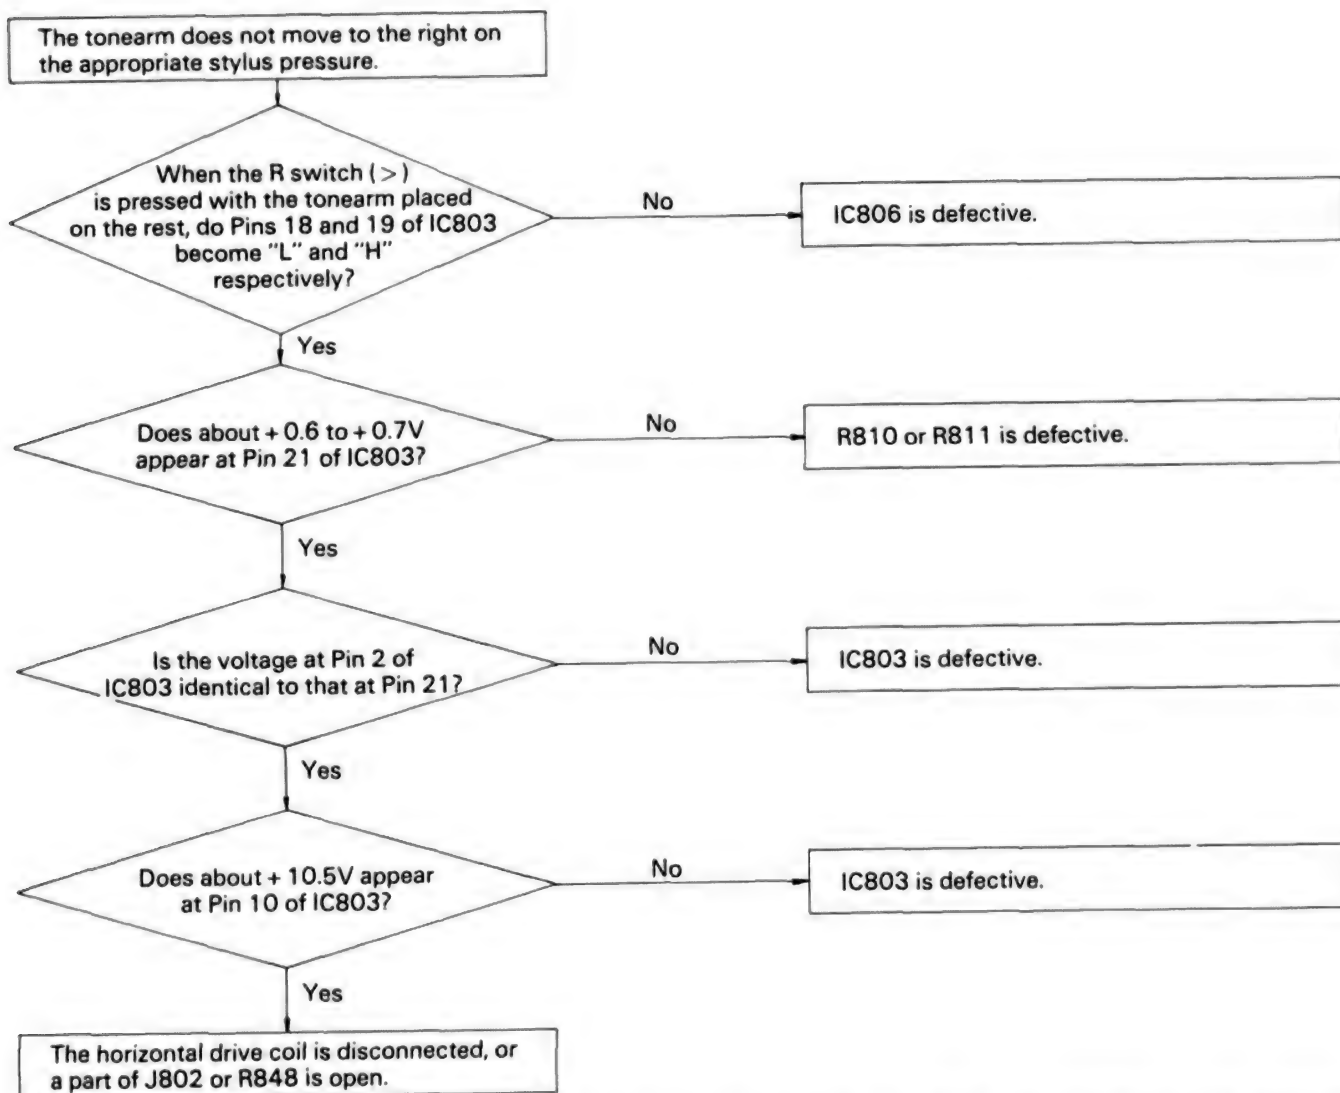 The tonearm does not move to the right on
the appropriate stylus pressure.
When the R switch (>)
is pressed with the tonearm placed
on the rest, do Pins 18 and 19 of IC803
become "L" and "H"
respectively?
No
IC806 is defective.
Yes
Does about + 0.6 to + 0.7V
appear at Pin 21 of IC803?
No
R810 or R811 is defective.
Yes
Is the voltage at Pin 2 of
IC803 identical to that at Pin 21?
No
IC803 is defective.
Yes
Does about + 10.5V appear
at Pin 10 of IC803?
No
IC803 is defective.
Yes
The horizontal drive coil is disconnected, or
a part of J802 or R848 is open.